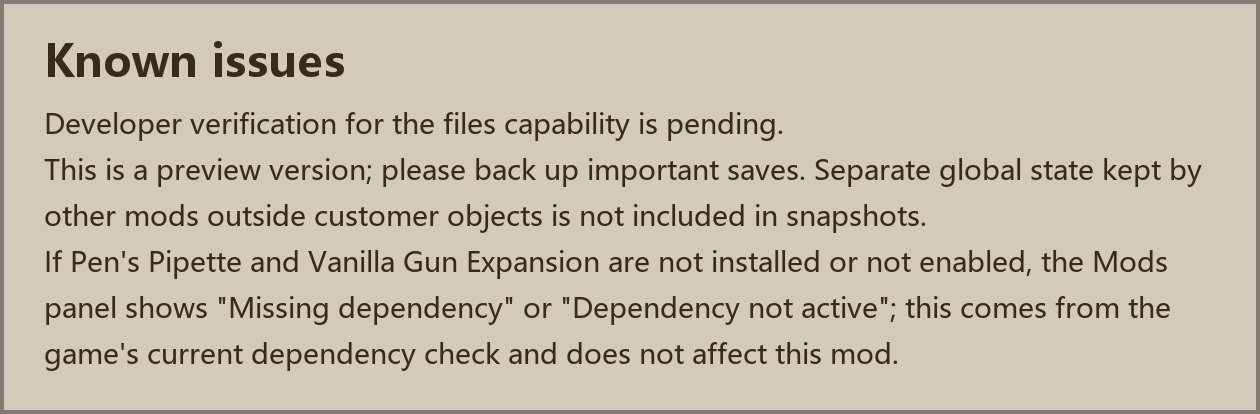 Known issues
Developer verification for the files capability is pending.
This is a preview version; please back up important saves. Separate global state kept by
other mods outside customer objects is not included in snapshots.
If Pen's Pipette and Vanilla Gun Expansion are not installed or not enabled, the Mods
panel shows "Missing dependency" or "Dependency not active"; this comes from the
game's current dependency check and does not affect this mod.